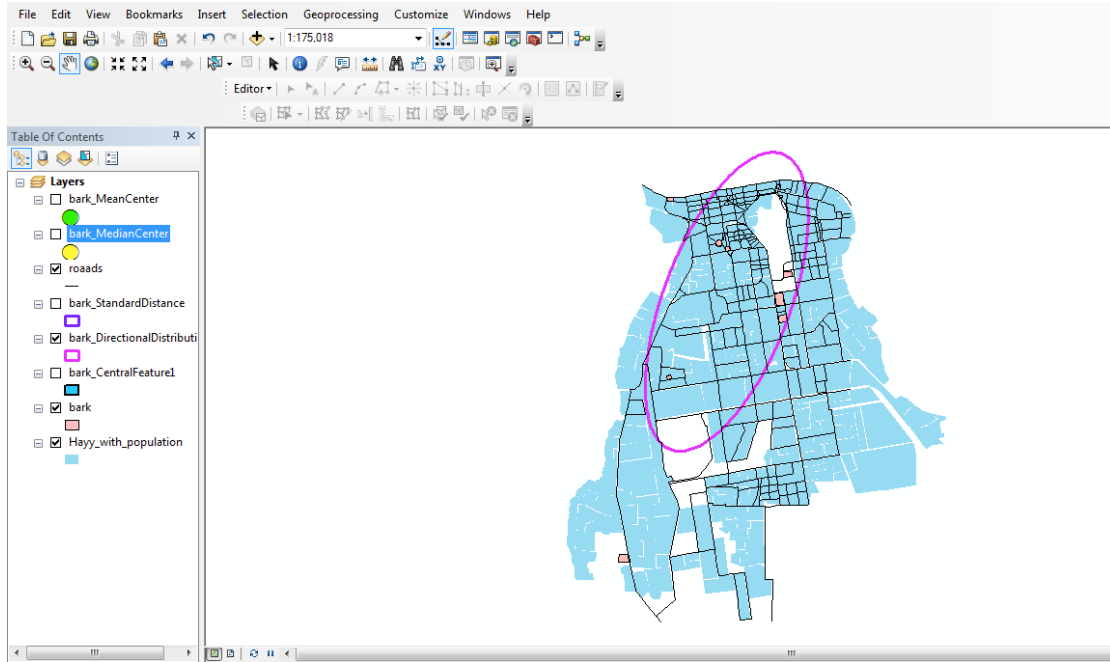 File Edit View Bookmarks Insert Selection Geoprocessing Customize Windows Help
1:175,018
Editor
Table Of Contents
Layers
bark_MeanCenter
bark_MedianCenter
roaads
bark_StandardDistance
bark_DirectionalDistributi
bark_CentralFeature1
bark
Hayy_with_population